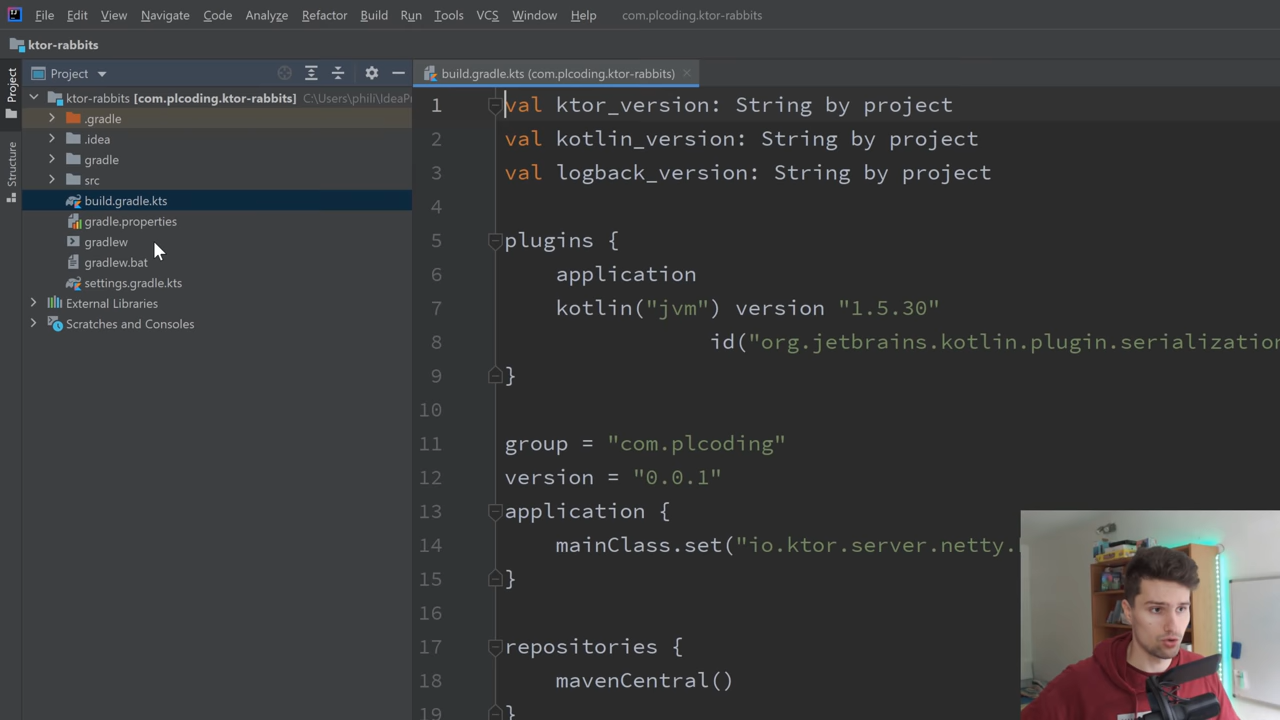 File Edit View Navigate Code Analyze Refactor Build Run Tools VCS Window Help com.plcoding.ktor-rabbits
ktor-rabbits
Project
Structure
Project
ktor-rabbits [com.plcoding.ktor-rabbits] C:\Users\phili\IdeaPr
.gradle
.idea
gradle
src
build.gradle.kts
gradle.properties
gradlew
gradlew.bat
settings.gradle.kts
External Libraries
Scratches and Consoles
build.gradle.kts (com.plcoding.ktor-rabbits)
1 val ktor_version: String by project
2 val kotlin_version: String by project
3 val logback_version: String by project
4
5 plugins {
6 application
7 kotlin("jvm") version "1.5.30"
8 id("org.jetbrains.kotlin.plugin.serialization
9 }
10
11 group = "com.plcoding"
12 version = "0.0.1"
13 application {
14 mainClass.set("io.ktor.server.netty.
15 }
16
17 repositories {
18 mavenCentral()
19 }